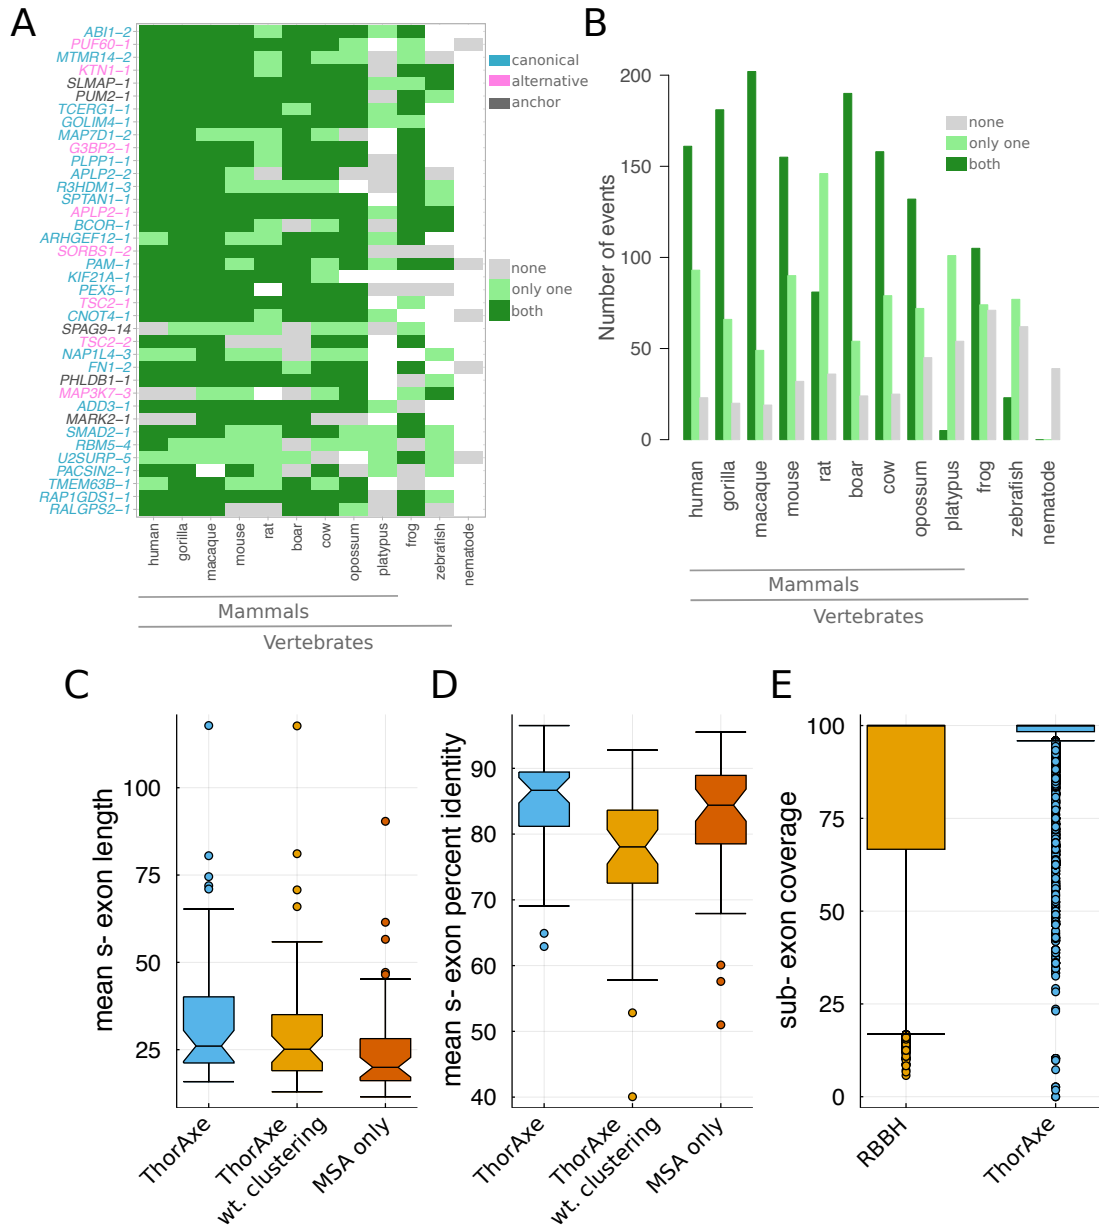 A
ABI1-2
PUF60-1
MTMR14-2
KTN1-1
SLMAP-1
PUM2-1
TCERG1-1
GOLIM4-1
MAP7D1-2
G3BP2-1
PLPP1-1
APLP2-2
R3HDM1-3
SPTAN1-1
APLP2-1
BCOR-1
ARHGEF12-1
SORBS1-2
PAM-1
KIF21A-1
PEX5-1
TSC2-1
CNOT4-1
SPAG9-14
TSC2-2
NAP1L4-3
FN1-2
PHLDB1-1
MAP3K7-3
ADD3-1
MARK2-1
SMAD2-1
RBM5-4
U2SURP-5
PACSIN2-1
TMEM63B-1
RAP1GDS1-1
RALGPS2-1
canonical
alternative
anchor
none
only one
both
human
gorilla
macaque
mouse
rat
boar
cow
opossum
platypus
frog
zebrafish
nematode
Mammals
Vertebrates
B
Number of events
200
150
100
50
0
none
only one
both
human
gorilla
macaque
mouse
rat
boar
cow
opossum
platypus
frog
zebrafish
nematode
Mammals
Vertebrates
C
mean s- exon length
100
75
50
25
ThorAxe
ThorAxe
wt. clustering
MSA only
D
mean s- exon percent identity
90
80
70
60
50
40
ThorAxe
ThorAxe
wt. clustering
MSA only
E
sub- exon coverage
100
75
50
25
0
RBBH
ThorAxe